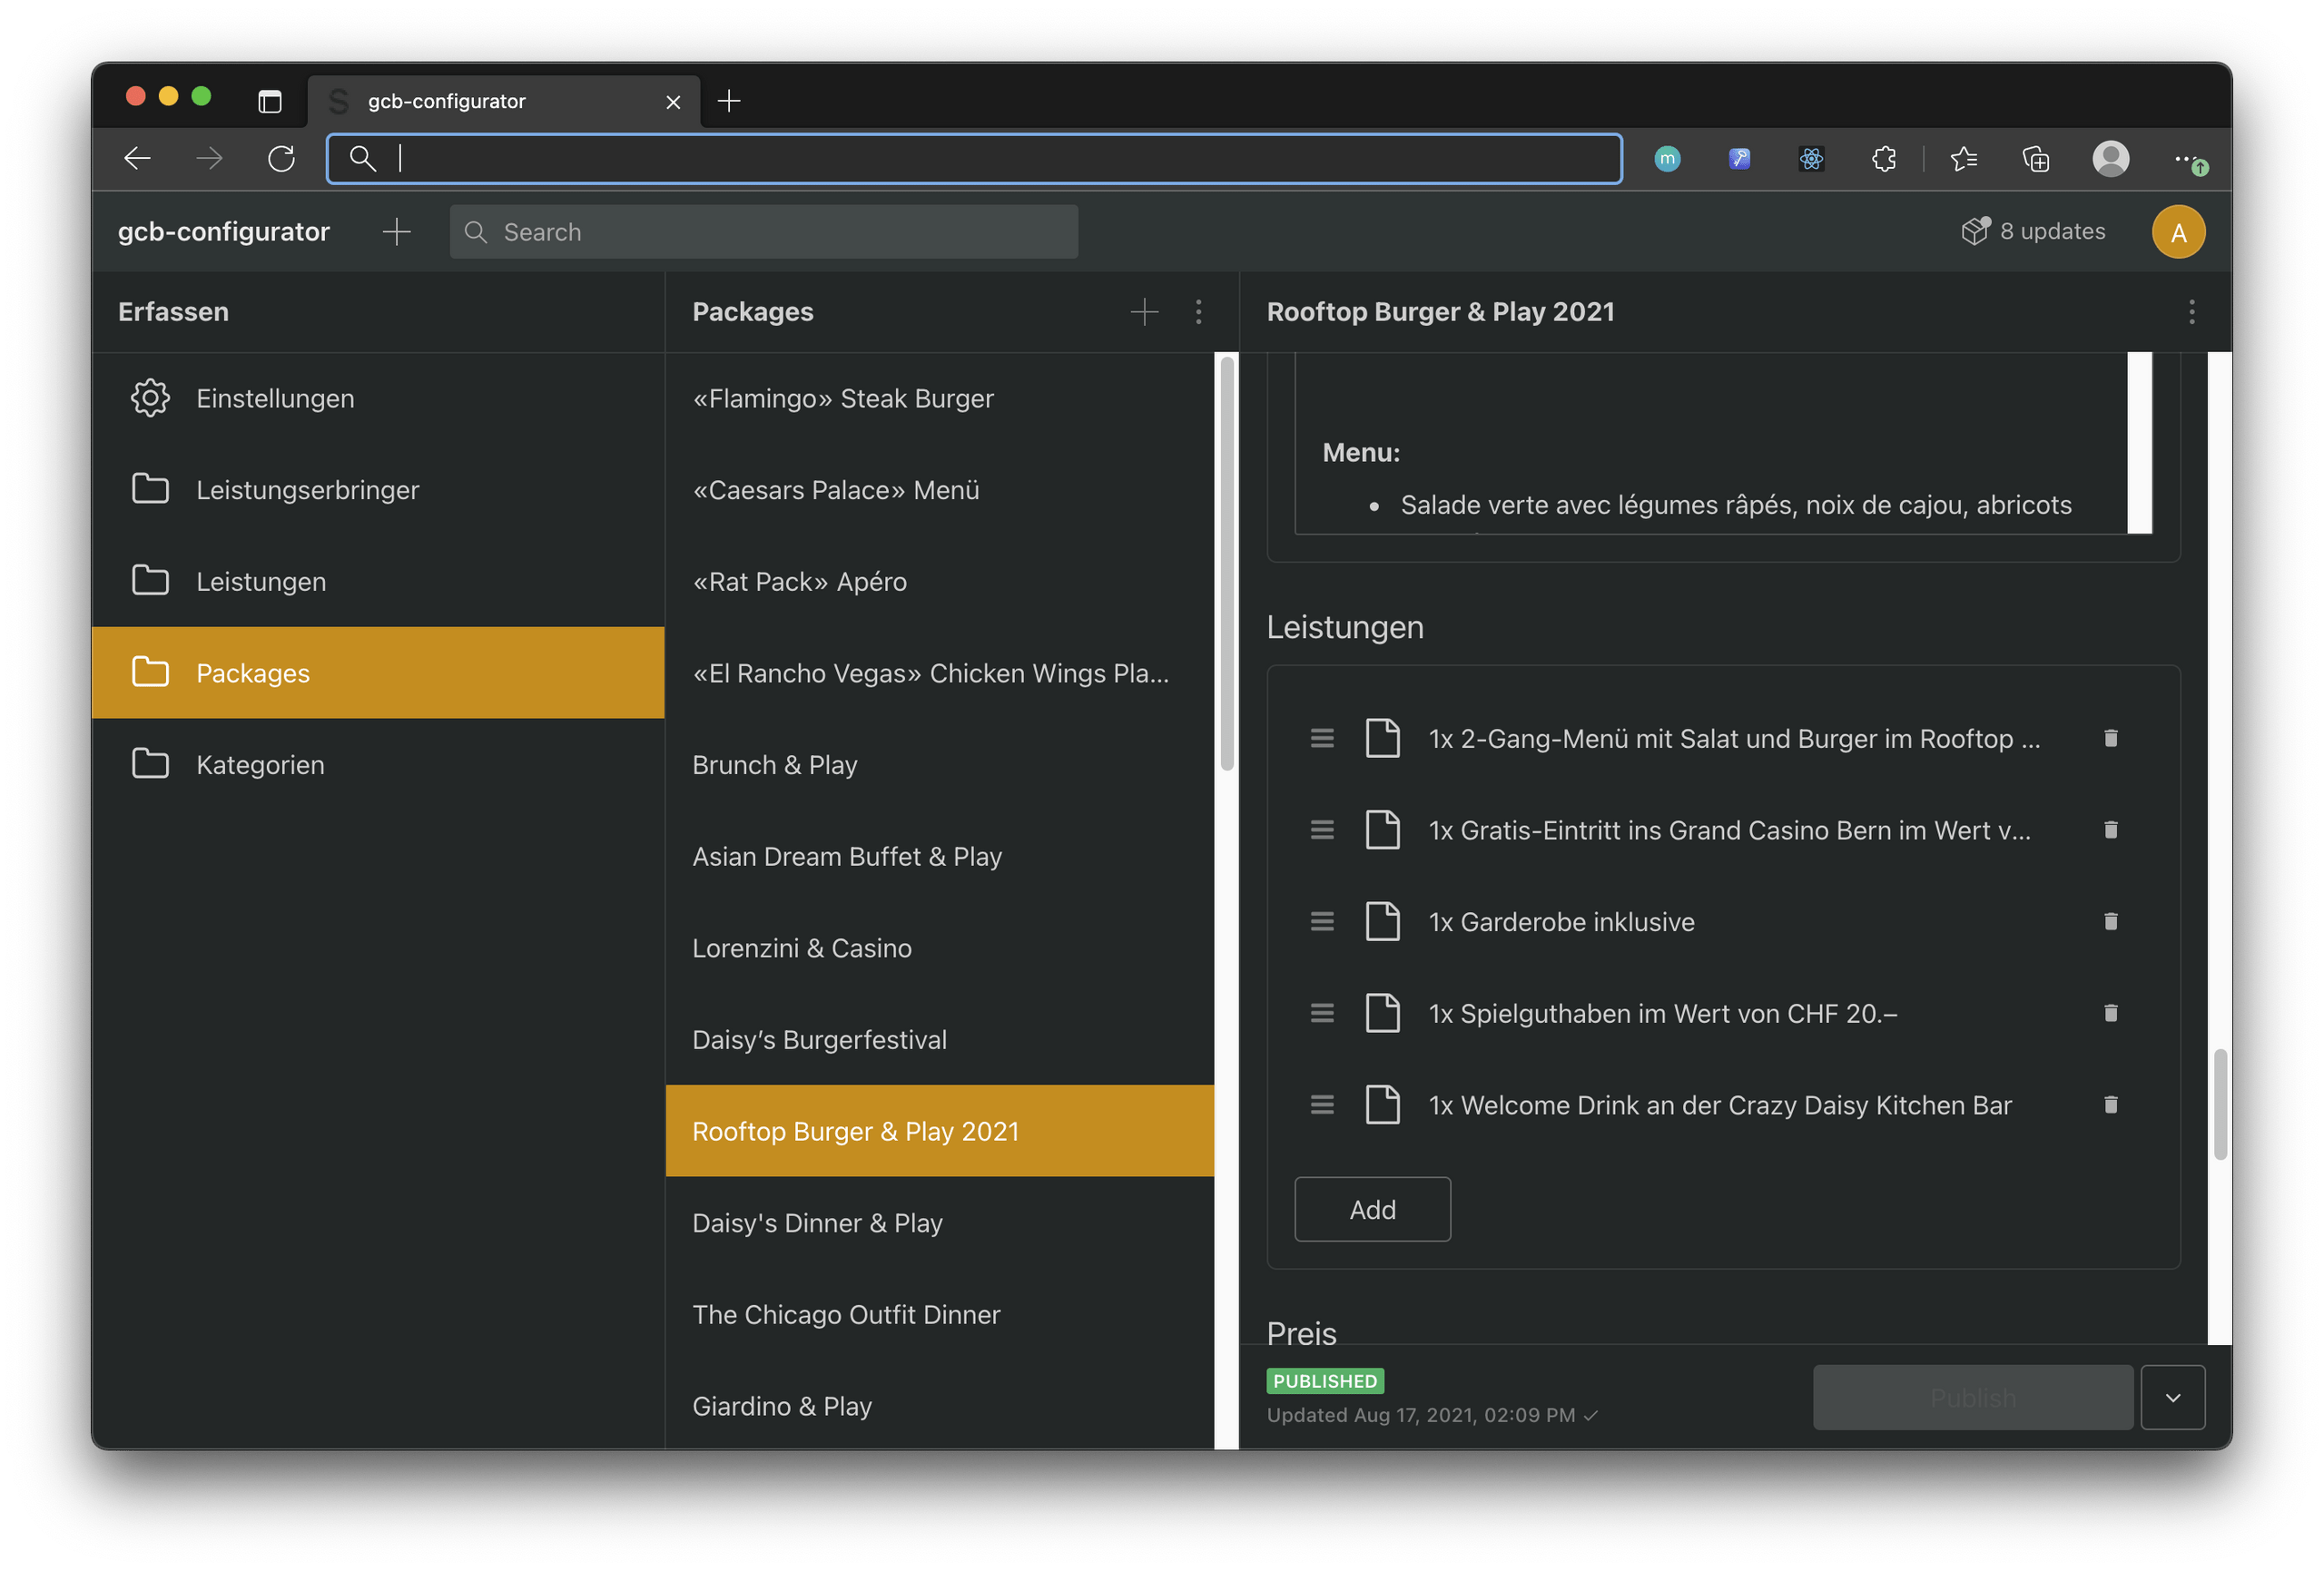 gcb-configurator
gcb-configurator
Search
8 updates
A
Erfassen
Einstellungen
Leistungserbringer
Leistungen
Packages
Kategorien
Packages
«Flamingo» Steak Burger
«Caesars Palace» Menü
«Rat Pack» Apéro
«El Rancho Vegas» Chicken Wings Pla...
Brunch & Play
Asian Dream Buffet & Play
Lorenzini & Casino
Daisy’s Burgerfestival
Rooftop Burger & Play 2021
Daisy's Dinner & Play
The Chicago Outfit Dinner
Giardino & Play
Rooftop Burger & Play 2021
Menu:
• Salade verte avec légumes râpés, noix de cajou, abricots
Leistungen
1x 2-Gang-Menü mit Salat und Burger im Rooftop ...
1x Gratis-Eintritt ins Grand Casino Bern im Wert v...
1x Garderobe inklusive
1x Spielguthaben im Wert von CHF 20.–
1x Welcome Drink an der Crazy Daisy Kitchen Bar
Add
Preis
PUBLISHED
Updated Aug 17, 2021, 02:09 PM
Publish